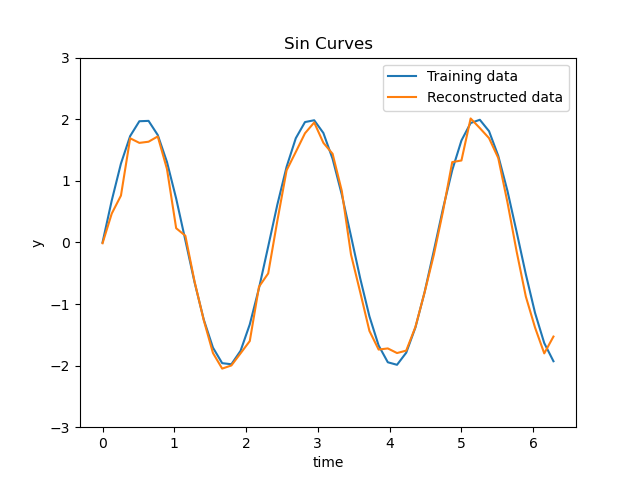 Sin Curves
Training data
Reconstructed data
3
2
1
0
−1
−2
−3
y
0 1 2 3 4 5 6
time